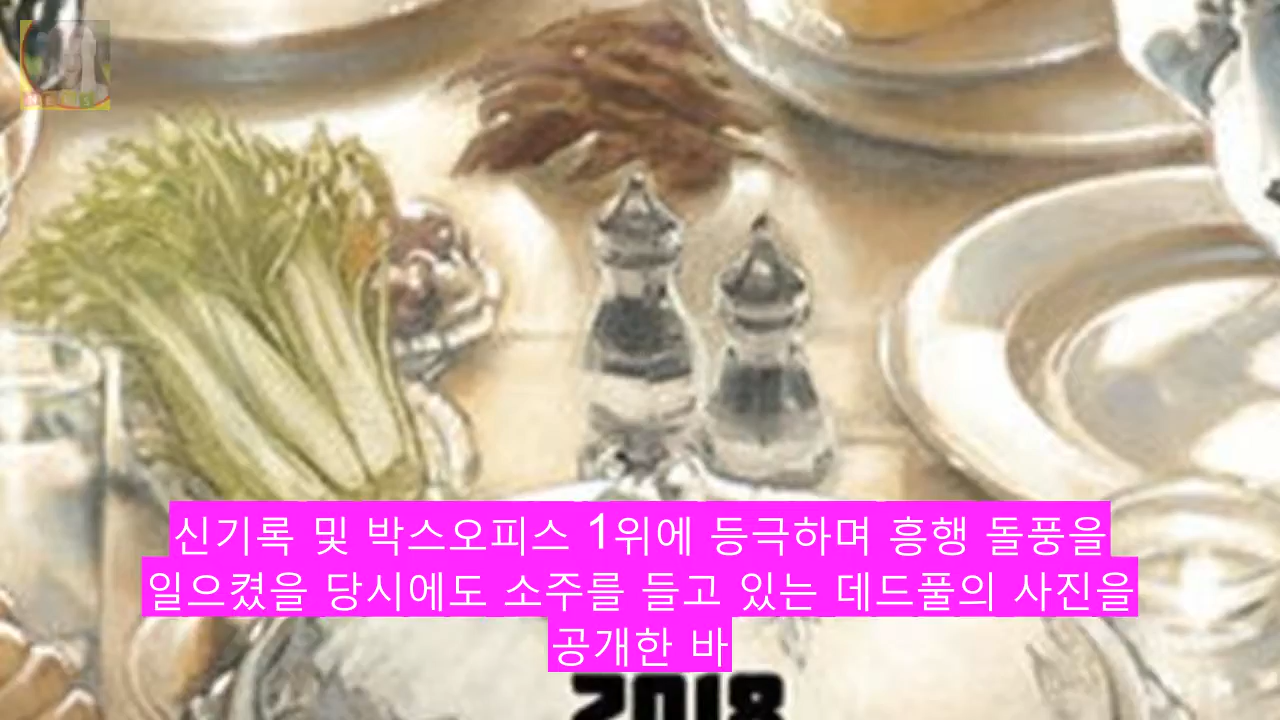 신기록 및 박스오피스 1위에 등극하며 흥행 돌풍을
일으켰을 당시에도 소주를 들고 있는 데드풀의 사진을
공개한 바
2018